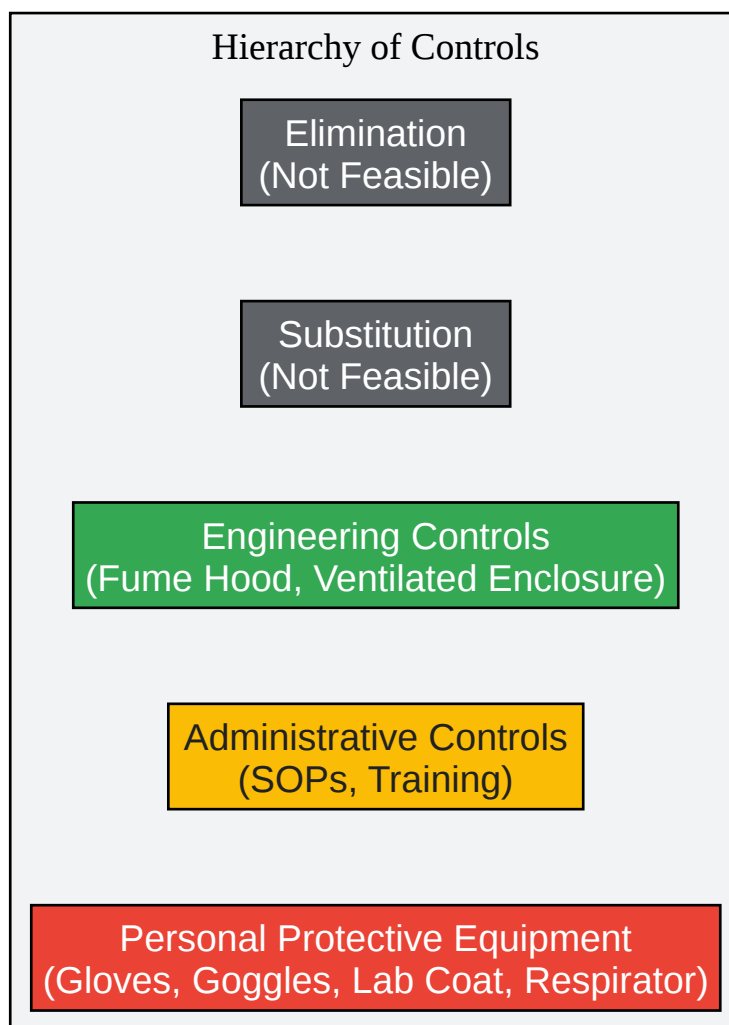 Hierarchy of Controls
Elimination
(Not Feasible)
Substitution
(Not Feasible)
Engineering Controls
(Fume Hood, Ventilated Enclosure)
Administrative Controls
(SOPs, Training)
Personal Protective Equipment
(Gloves, Goggles, Lab Coat, Respirator)